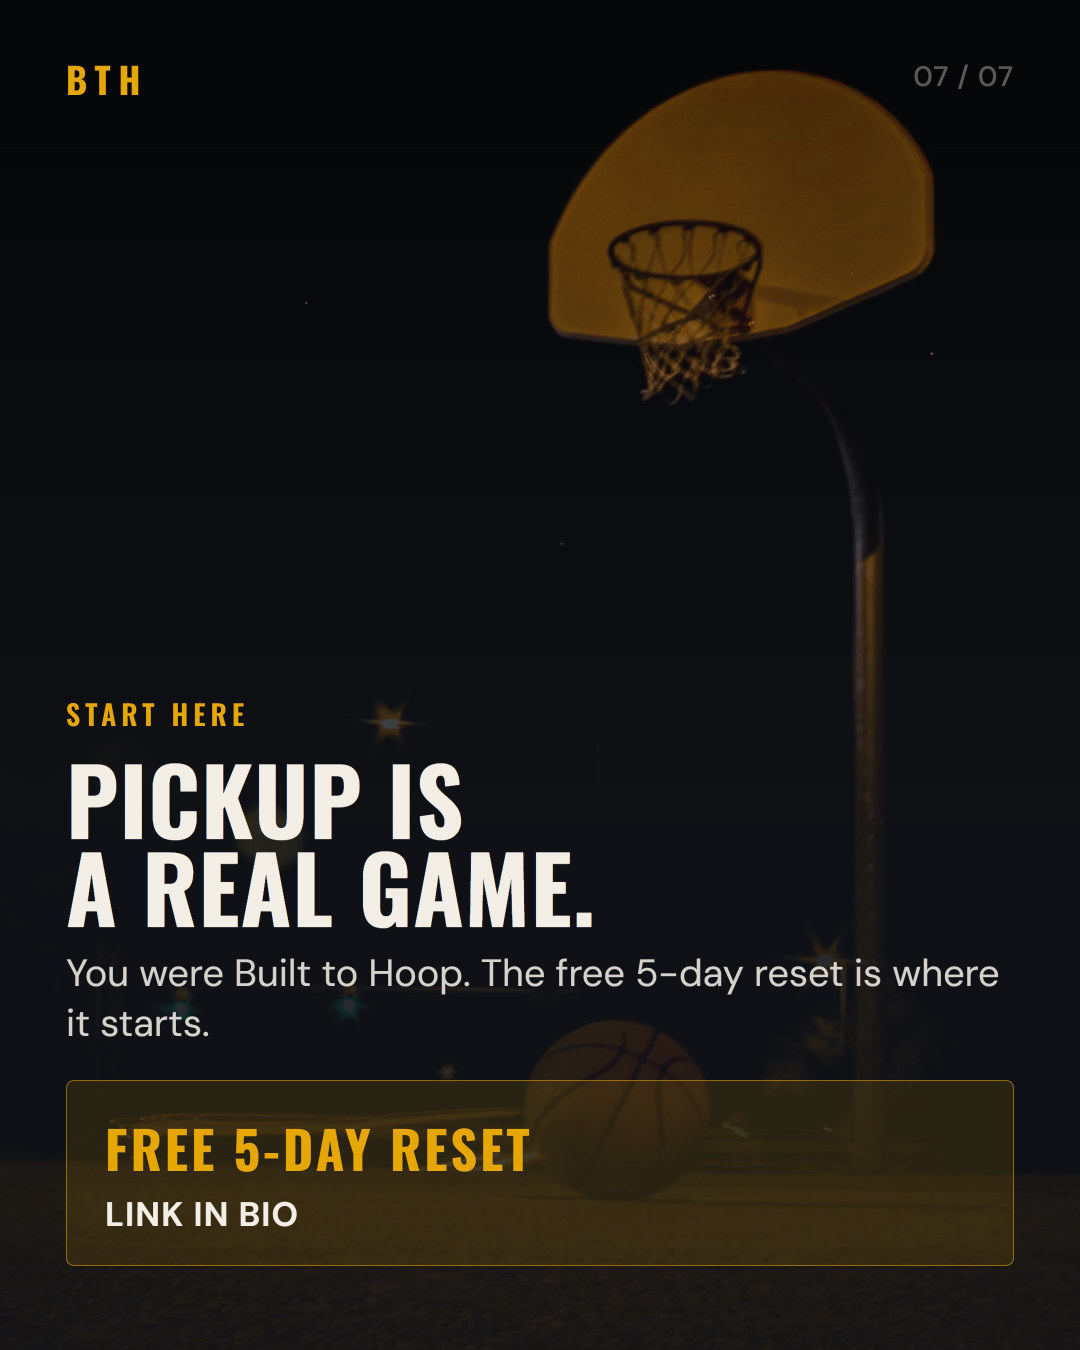 BTH
07 / 07
START HERE
PICKUP IS
A REAL GAME.
You were Built to Hoop. The free 5-day reset is where
it starts.
FREE 5-DAY RESET
LINK IN BIO